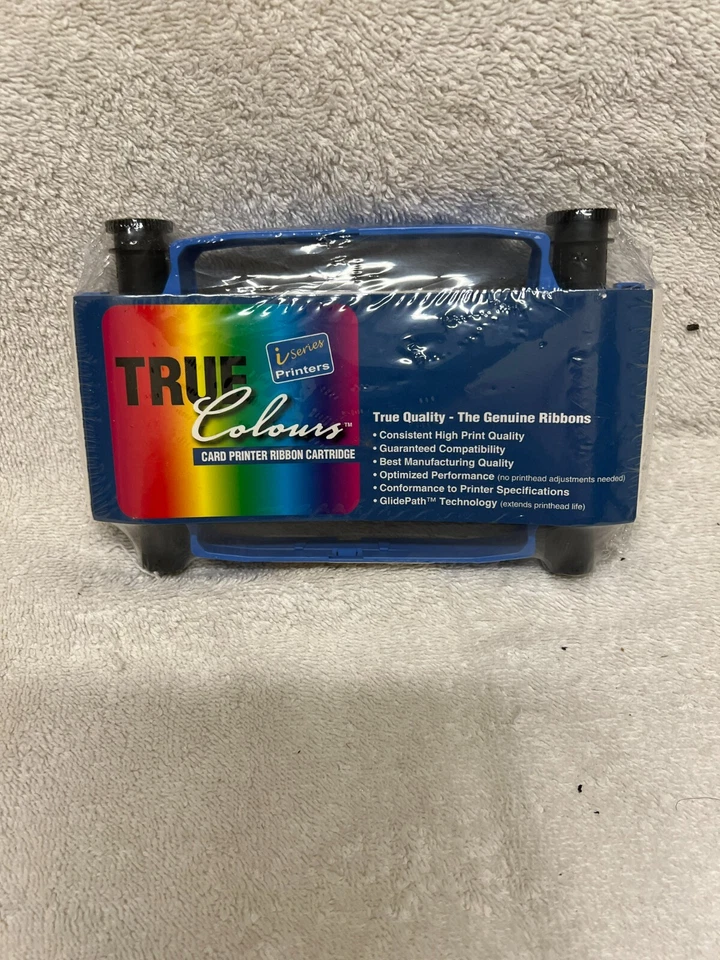 TRUE
Colours™
i series
Printers
CARD PRINTER RIBBON CARTRIDGE
True Quality - The Genuine Ribbons
• Consistent High Print Quality
• Guaranteed Compatibility
• Best Manufacturing Quality
• Optimized Performance (no printhead adjustments needed)
• Conformance to Printer Specifications
• GlidePath™ Technology (extends printhead life)